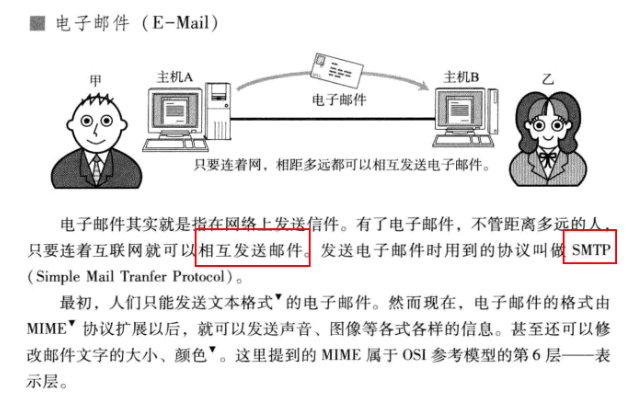 ■ 电子邮件（E-Mail）
甲
主机A
主机B
乙
电子邮件
只要连着网，相距多远都可以相互发送电子邮件。
电子邮件其实就是指在网络上发送信件。有了电子邮件，不管距离多远的人，
只要连着互联网就可以相互发送邮件。发送电子邮件时用到的协议叫做 SMTP
（Simple Mail Tranfer Protocol）。
最初，人们只能发送文本格式▼的电子邮件。然而现在，电子邮件的格式由
MIME▼ 协议扩展以后，就可以发送声音、图像等各式各样的信息。甚至还可以修
改邮件文字的大小、颜色▼。这里提到的 MIME 属于 OSI 参考模型的第 6 层——表
示层。